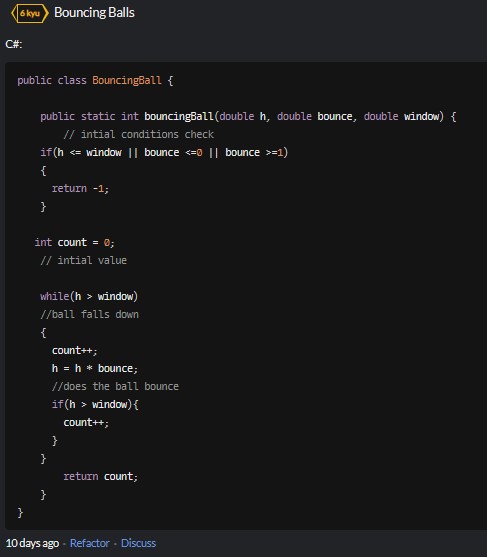 6 kyu Bouncing Balls
C#:
public class BouncingBall {
public static int bouncingBall(double h, double bounce, double window) {
// intial conditions check
if(h <= window || bounce <=0 || bounce >=1)
{
return -1;
}
int count = 0;
// intial value
while(h > window)
//ball falls down
{
count++;
h = h * bounce;
//does the ball bounce
if(h > window){
count++;
}
}
return count;
}
}
10 days ago - Refactor - Discuss